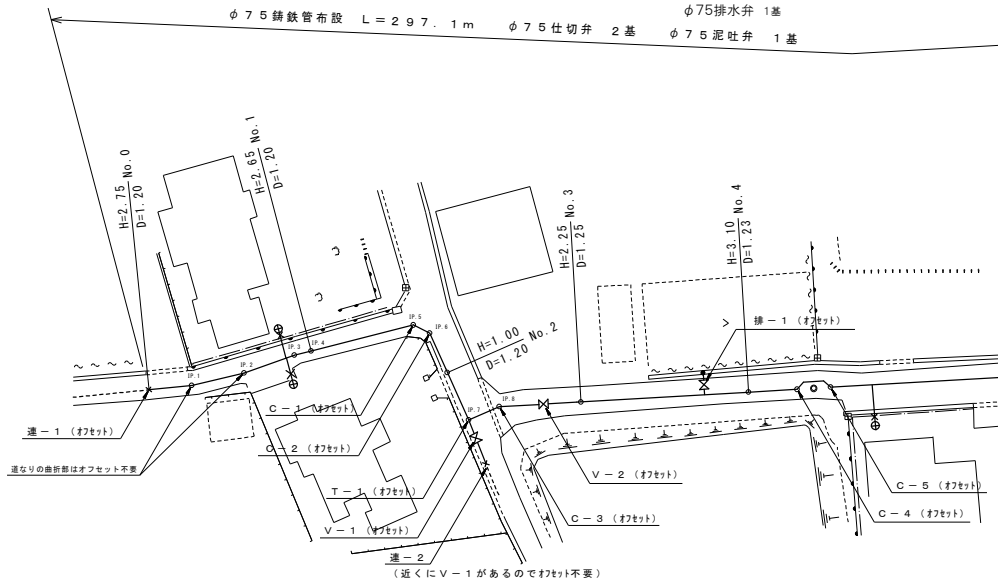 φ75鋳鉄管布設 L=297.1m φ75仕切弁 2基 φ75泥吐弁 1基
φ75排水弁 1基
H=2.75 No.0
D=1.20
H=2.65 No.1
D=1.20
H=1.00 No.2
D=1.20
H=2.25 No.3
D=1.25
H=3.10 No.4
D=1.23
IP.1
IP.2
IP.3
IP.4
IP.5
IP.6
IP.7
IP.8
排-1 (オフセット)
連-1 (オフセット)
道なりの曲折部はオフセット不要
C-1 (オフセット)
C-2 (オフセット)
T-1 (オフセット)
V-1 (オフセット)
連-2
(近くにV-1があるのでオフセット不要)
C-3 (オフセット)
V-2 (オフセット)
C-5 (オフセット)
C-4 (オフセット)